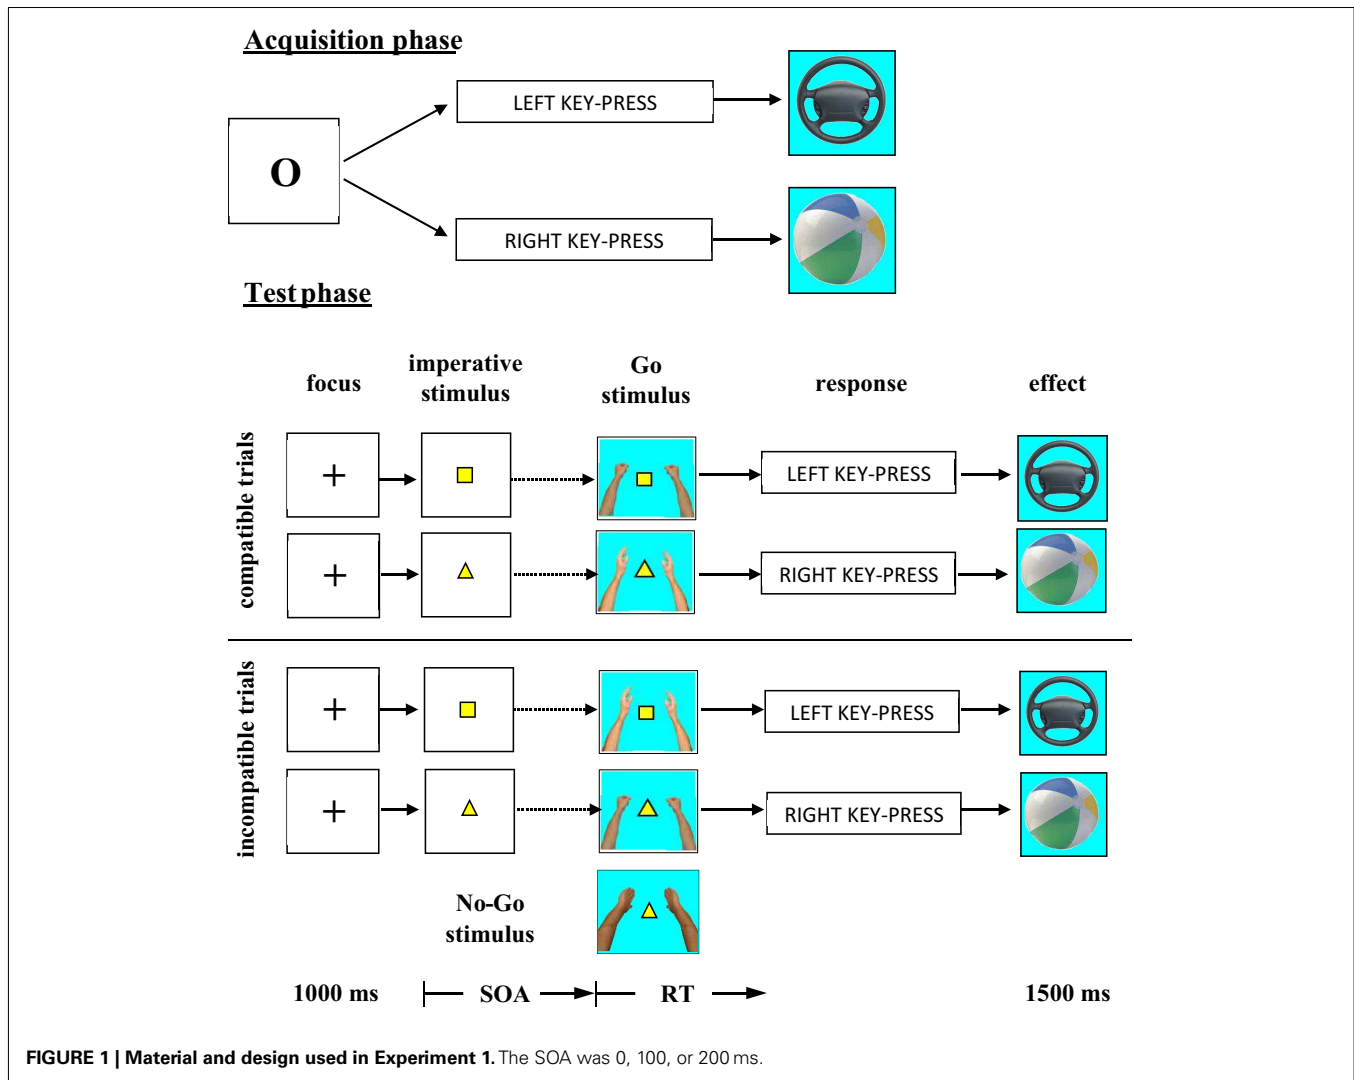 Acquisition phase
LEFT KEY-PRESS
O
RIGHT KEY-PRESS
Test phase
focus
imperative
stimulus
Go
stimulus
response
effect
compatible trials
+
LEFT KEY-PRESS
+
RIGHT KEY-PRESS
incompatible trials
+
LEFT KEY-PRESS
+
RIGHT KEY-PRESS
No-Go
stimulus
1000 ms
SOA
RT
1500 ms
FIGURE 1 | Material and design used in Experiment 1. The SOA was 0, 100, or 200 ms.